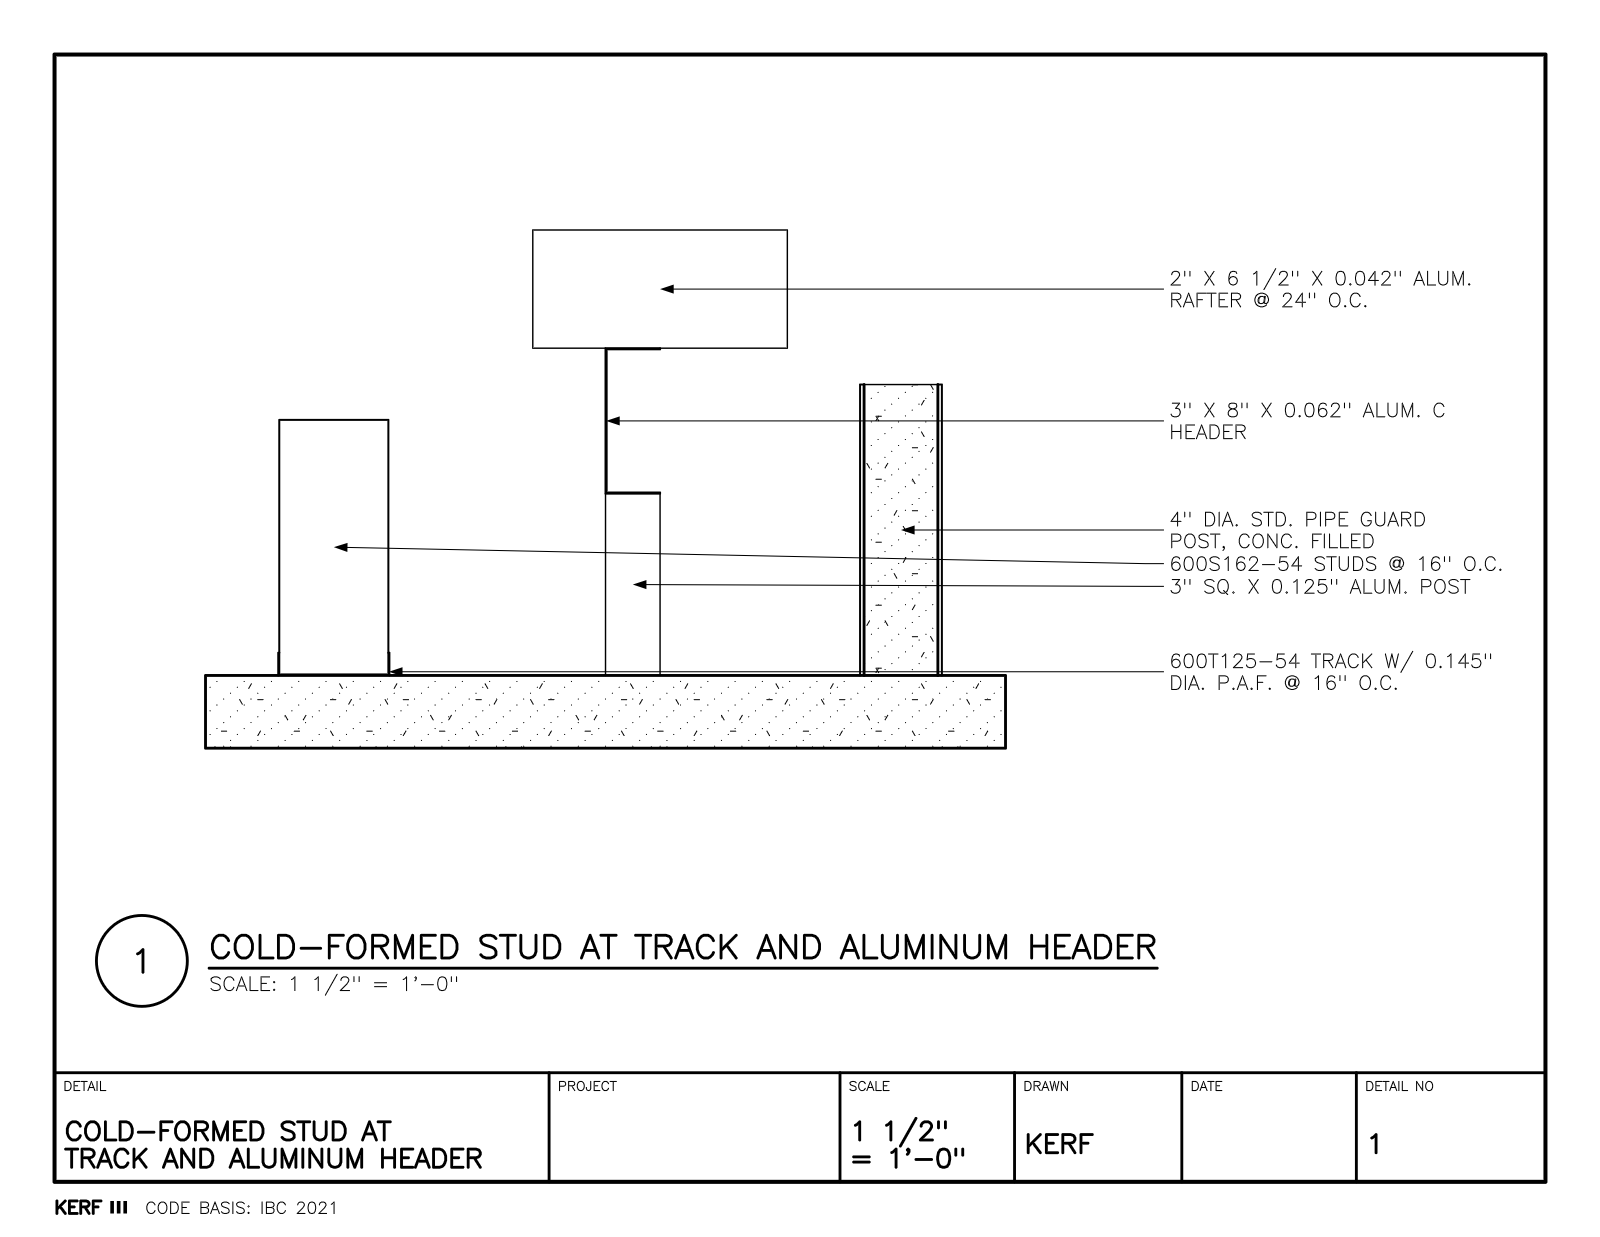 2" X 6 1/2" X 0.042" ALUM.
RAFTER @ 24" O.C.
3" X 8" X 0.062" ALUM. C
HEADER
4" DIA. STD. PIPE GUARD
POST, CONC. FILLED
600S162-54 STUDS @ 16" O.C.
3" SQ. X 0.125" ALUM. POST
600T125-54 TRACK W/ 0.145"
DIA. P.A.F. @ 16" O.C.
1
COLD-FORMED STUD AT TRACK AND ALUMINUM HEADER
SCALE: 1 1/2" = 1'-0"
DETAIL
COLD-FORMED STUD AT
TRACK AND ALUMINUM HEADER
PROJECT
SCALE
1 1/2"
= 1'-0"
DRAWN
KERF
DATE
DETAIL NO
1
KERF III CODE BASIS: IBC 2021